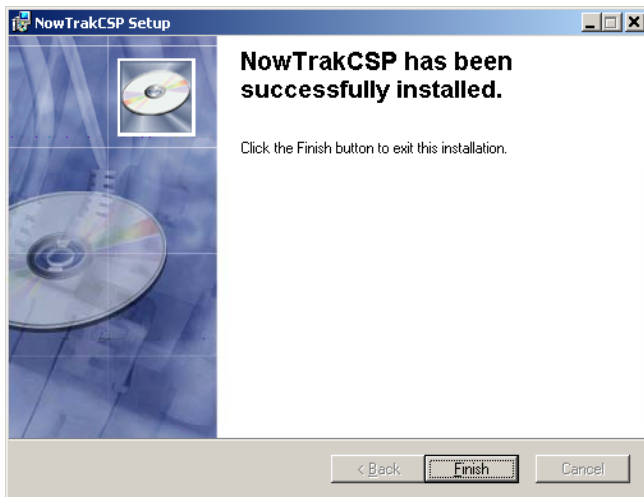 NowTrakCSP Setup
NowTrakCSP has been
successfully installed.
Click the Finish button to exit this installation.
< Back
Finish
Cancel